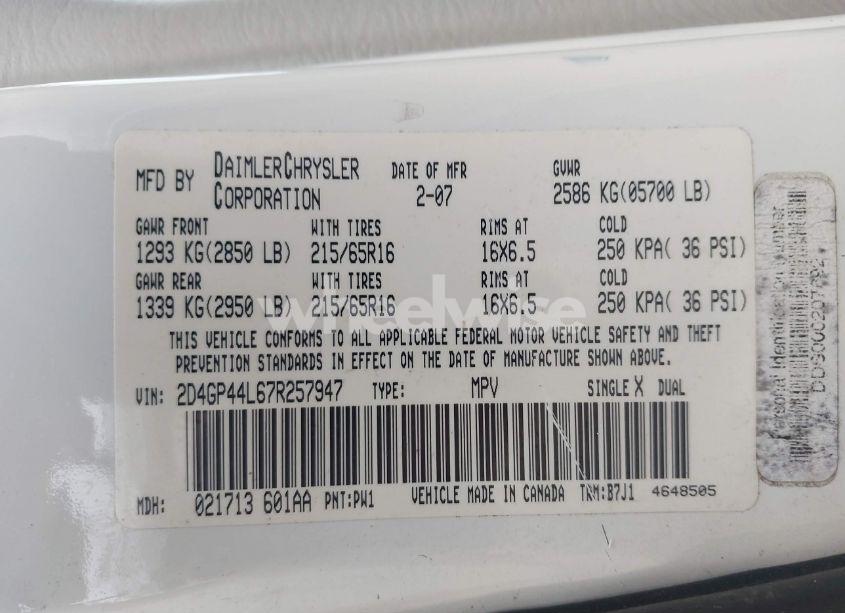 MFD BY DAIMLERCHRYSLER CORPORATION DATE OF MFR 2-07 GVWR 2586 KG(05700 LB)
GAWR FRONT WITH TIRES RIMS AT COLD
1293 KG(2850 LB) 215/65R16 16X6.5 250 KPA( 36 PSI)
GAWR REAR WITH TIRES RIMS AT COLD
1339 KG(2950 LB) 215/65R16 16X6.5 250 KPA( 36 PSI)
wheelwise
THIS VEHICLE CONFORMS TO ALL APPLICABLE FEDERAL MOTOR VEHICLE SAFETY AND THEFT
PREVENTION STANDARDS IN EFFECT ON THE DATE OF MANUFACTURE SHOWN ABOVE.
VIN: 2D4GP44L67R257947 TYPE: MPV SINGLE X DUAL
MDH: 021713 601AA PNT:PW1 VEHICLE MADE IN CANADA TRM:B7J1 4648505
Personal Identification Number